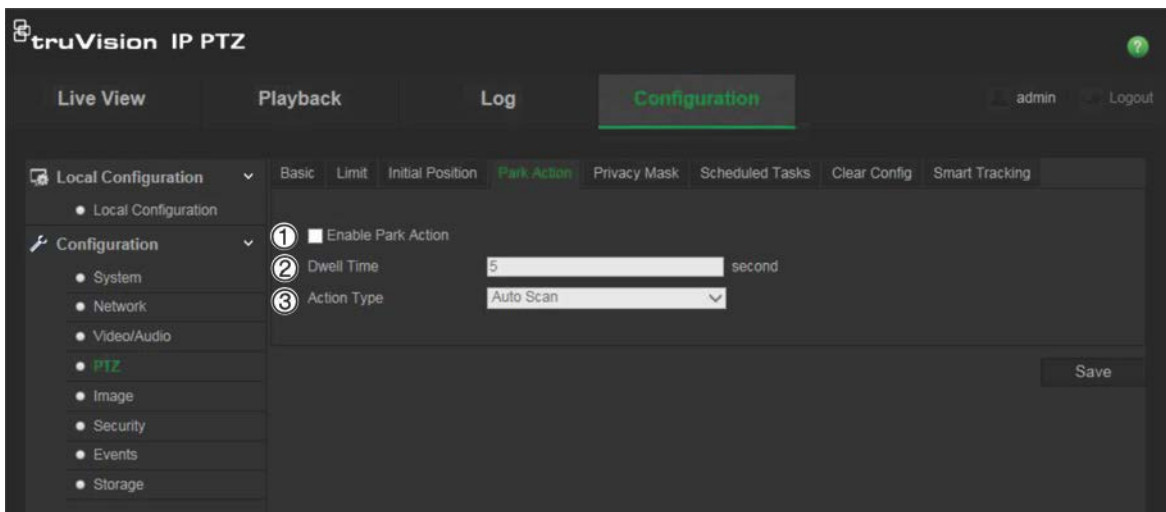 truVision IP PTZ
?
Live View Playback Log Configuration admin Logout
Local Configuration
Local Configuration
Configuration
System
Network
Video/Audio
PTZ
Image
Security
Events
Storage
Basic Limit Initial Position Park Action Privacy Mask Scheduled Tasks Clear Config Smart Tracking
① Enable Park Action
② Dwell Time 5 second
③ Action Type Auto Scan
Save